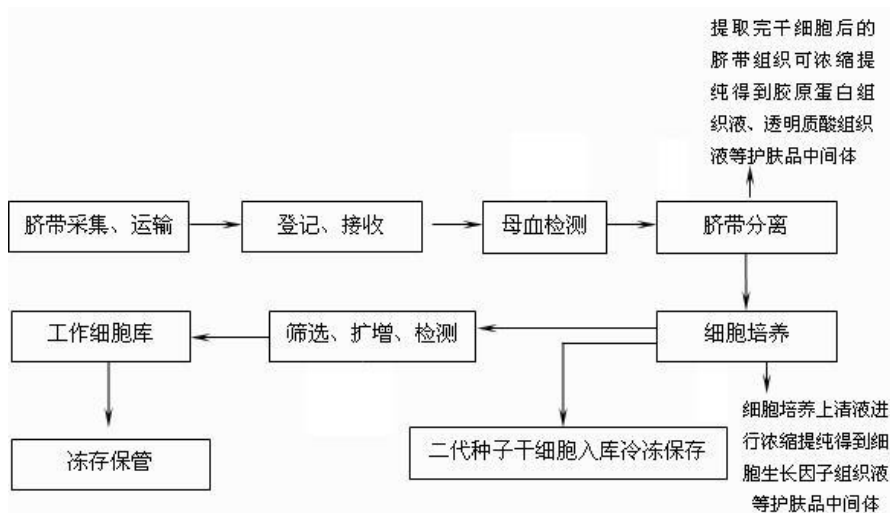 提取完干细胞后的
脐带组织可浓缩提
纯得到胶原蛋白组
织液、透明质酸组织
液等护肤品中间体
脐带采集、运输
登记、接收
母血检测
脐带分离
工作细胞库
筛选、扩增、检测
细胞培养
冻存保管
二代种子干细胞入库冷冻保存
细胞培养上清液进
行浓缩提纯得到细
胞生长因子组织液
等护肤品中间体